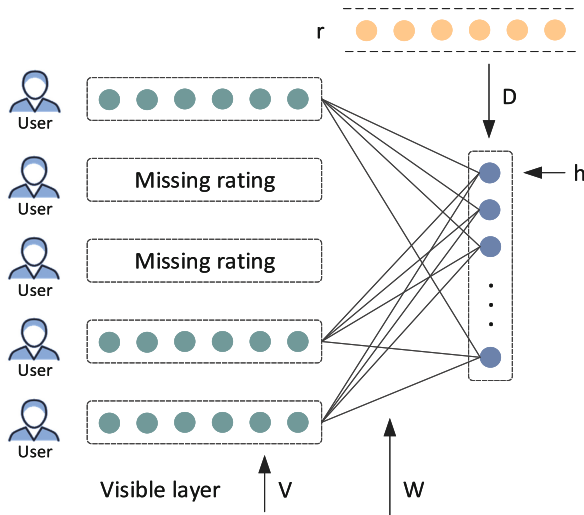 r
D
User
h
User
Missing rating
User
Missing rating
User
User
Visible layer
V
W